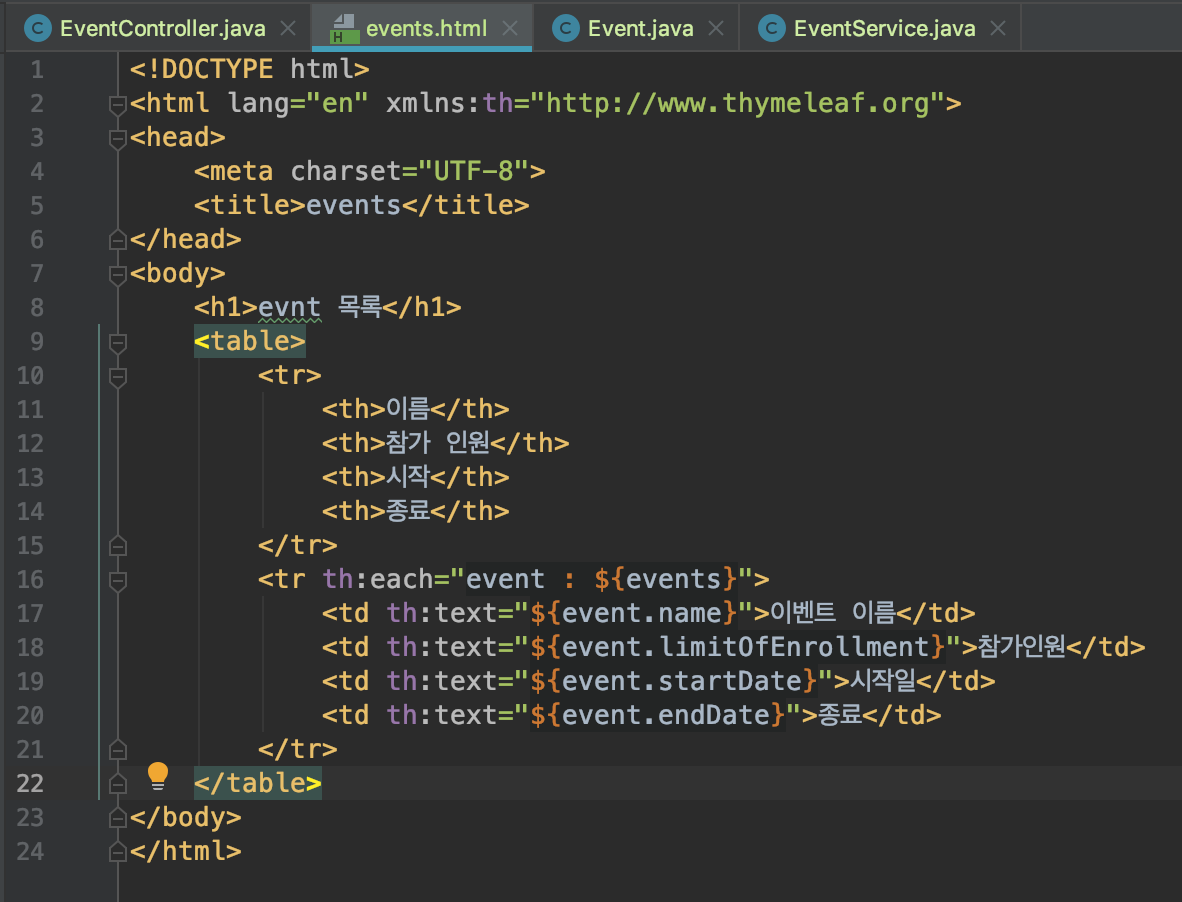 EventController.java events.html Event.java EventService.java
1 <!DOCTYPE html>
2 <html lang="en" xmlns:th="http://www.thymeleaf.org">
3 <head>
4     <meta charset="UTF-8">
5     <title>events</title>
6 </head>
7 <body>
8     <h1>evnt 목록</h1>
9     <table>
10         <tr>
11             <th>이름</th>
12             <th>참가 인원</th>
13             <th>시작</th>
14             <th>종료</th>
15         </tr>
16         <tr th:each="event : ${events}">
17             <td th:text="${event.name}">이벤트 이름</td>
18             <td th:text="${event.limitOfEnrollment}">참가인원</td>
19             <td th:text="${event.startDate}">시작일</td>
20             <td th:text="${event.endDate}">종료</td>
21         </tr>
22     </table>
23 </body>
24 </html>